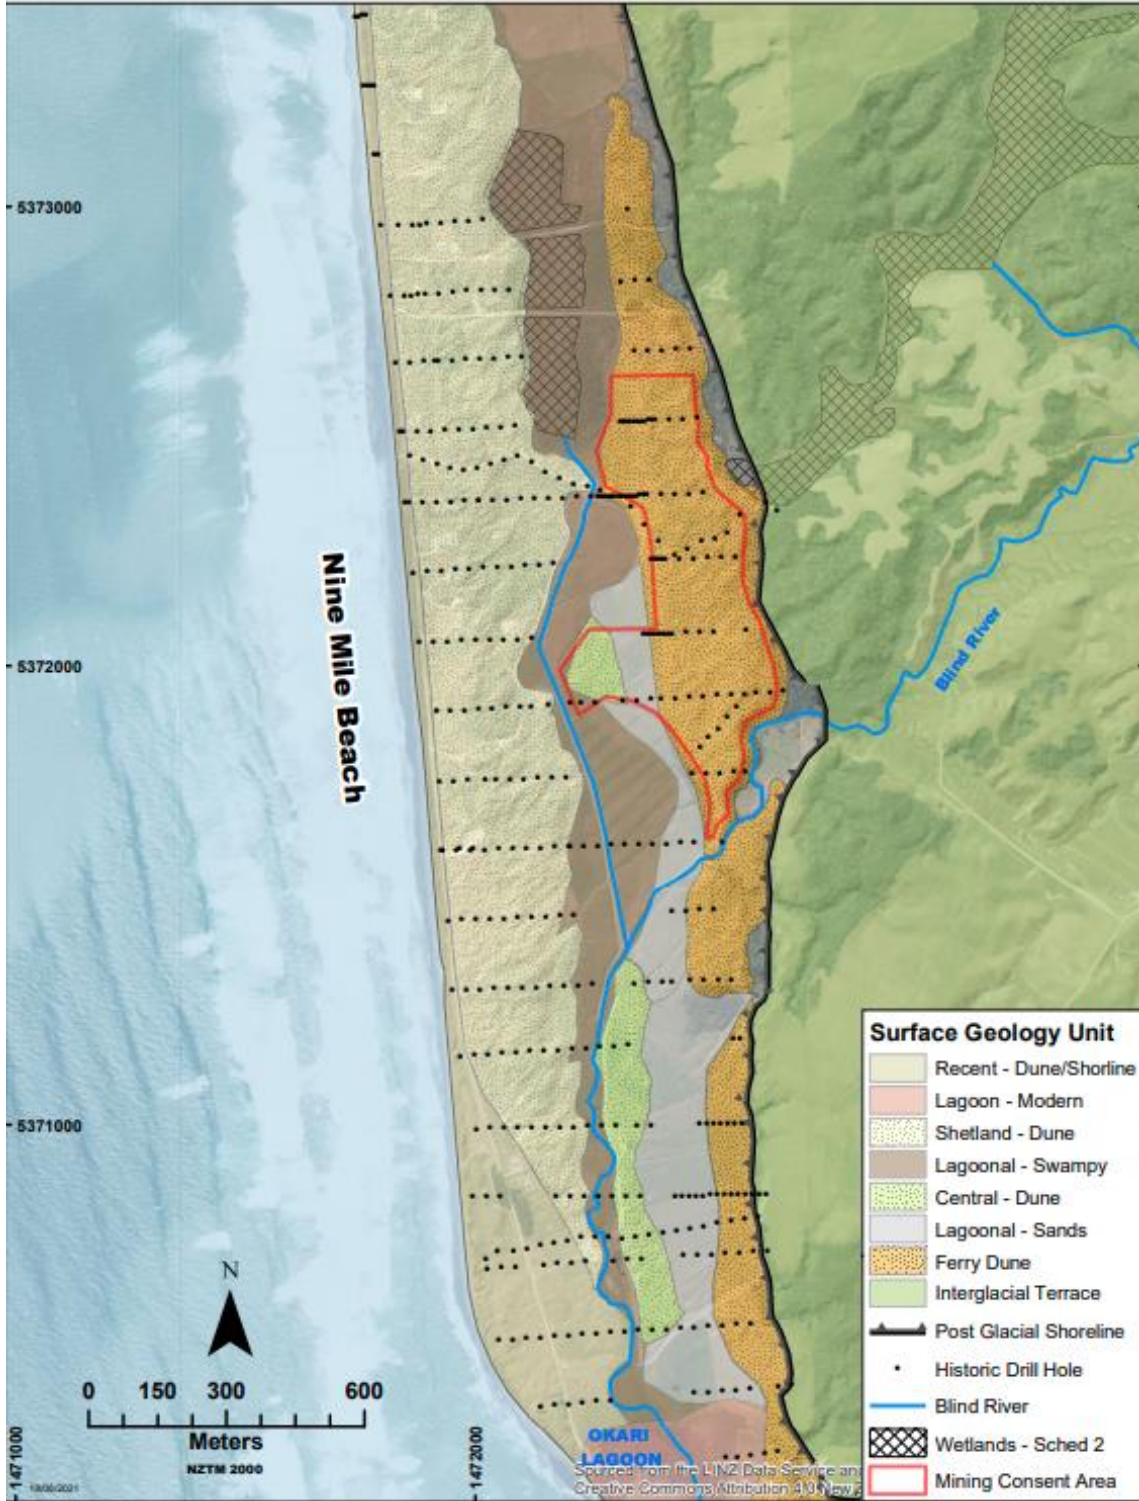 5373000
5372000
5371000
Nine Mile Beach
Blind River
N
0 150 300 600
Meters
NZTM 2000
1471000
1472000
OKARI
LAGOON
Sourced from the LINZ Data Service and
Creative Commons Attribution 4.0 New
Surface Geology Unit
Recent - Dune/Shorline
Lagoon - Modern
Shetland - Dune
Lagoonal - Swampy
Central - Dune
Lagoonal - Sands
Ferry Dune
Interglacial Terrace
Post Glacial Shoreline
Historic Drill Hole
Blind River
Wetlands - Sched 2
Mining Consent Area